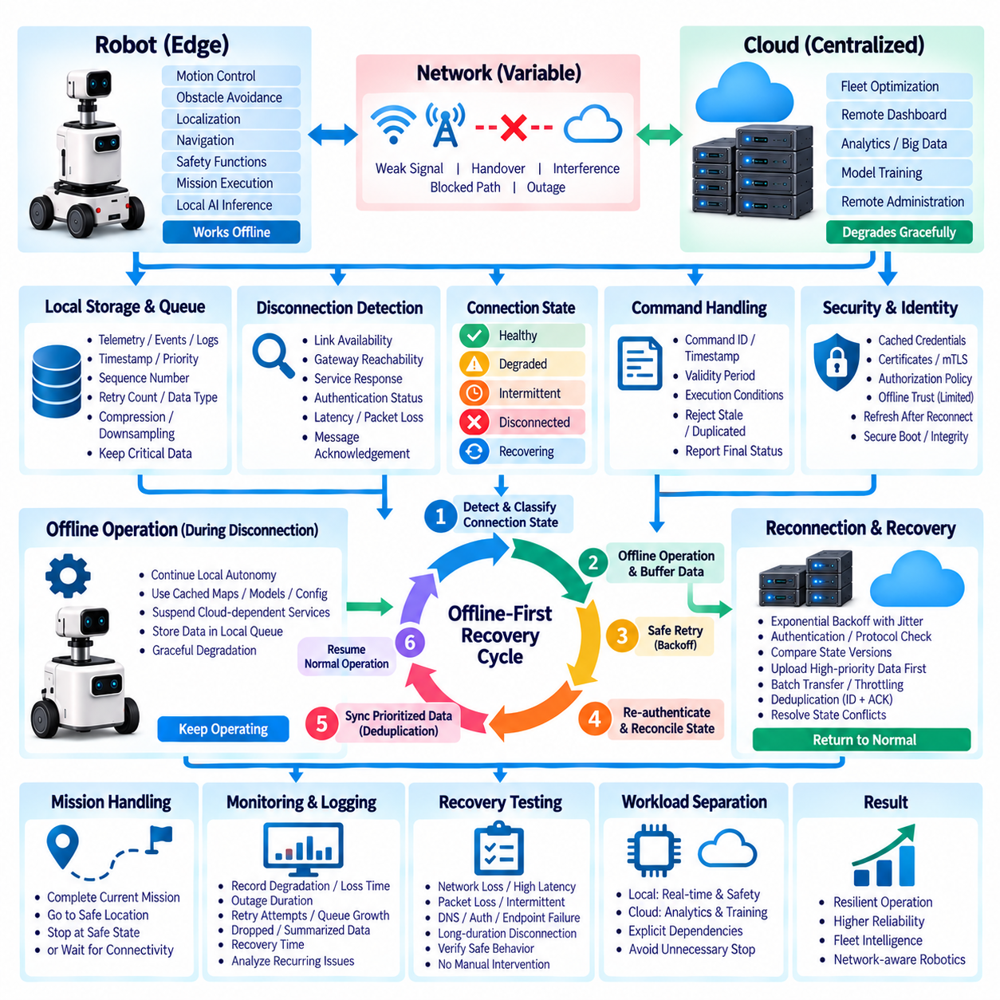 Robot (Edge)
Motion Control
Obstacle Avoidance
Localization
Navigation
Safety Functions
Mission Execution
Local AI Inference
Works Offline
Network (Variable)
Weak Signal | Handover | Interference
Blocked Path | Outage
Cloud (Centralized)
Fleet Optimization
Remote Dashboard
Analytics / Big Data
Model Training
Remote Administration
Degrades Gracefully
Local Storage & Queue
• Telemetry / Events / Logs
• Timestamp / Priority
• Sequence Number
• Retry Count / Data Type
• Compression /
Downsampling
• Keep Critical Data
Disconnection Detection
• Link Availability
• Gateway Reachability
• Service Response
• Authentication Status
• Latency / Packet Loss
• Message
Acknowledgement
Connection State
Healthy
Degraded
Intermittent
Disconnected
Recovering
Command Handling
• Command ID /
Timestamp
• Validity Period
• Execution Conditions
• Reject Stale
/ Duplicated
• Report Final Status
Security & Identity
• Cached Credentials
• Certificates / mTLS
• Authorization Policy
• Offline Trust (Limited)
• Refresh After Reconnect
• Secure Boot / Integrity
Offline Operation (During Disconnection)
• Continue Local Autonomy
• Use Cached Maps / Models / Config
• Suspend Cloud-dependent Services
• Store Data in Local Queue
• Graceful Degradation
Keep Operating
Offline-First
Recovery
Cycle
1 Detect & Classify
Connection State
2 Offline Operation
& Buffer Data
3 Safe Retry
(Backoff)
4 Re-authenticate
& Reconcile State
5 Sync Prioritized Data
(Deduplication)
6 Resume
Normal Operation
Reconnection & Recovery
• Exponential Backoff with Jitter
• Authentication / Protocol Check
• Compare State Versions
• Upload High-priority Data First
• Batch Transfer / Throttling
• Deduplication (ID + ACK)
• Resolve State Conflicts
Return to Normal
Mission Handling
• Complete Current Mission
• Go to Safe Location
• Stop at Safe State
• or Wait for Connectivity
Monitoring & Logging
• Record Degradation / Loss Time
• Outage Duration
• Retry Attempts / Queue Growth
• Dropped / Summarized Data
• Recovery Time
• Analyze Recurring Issues
Recovery Testing
• Network Loss / High Latency
• Packet Loss / Intermittent
• DNS / Auth / Endpoint Failure
• Long-duration Disconnection
• Verify Safe Behavior
• No Manual Intervention
Workload Separation
• Local: Real-time & Safety
• Cloud: Analytics & Training
• Explicit Dependencies
• Avoid Unnecessary Stop
Result
• Resilient Operation
• Higher Reliability
• Fleet Intelligence
• Network-aware Robotics